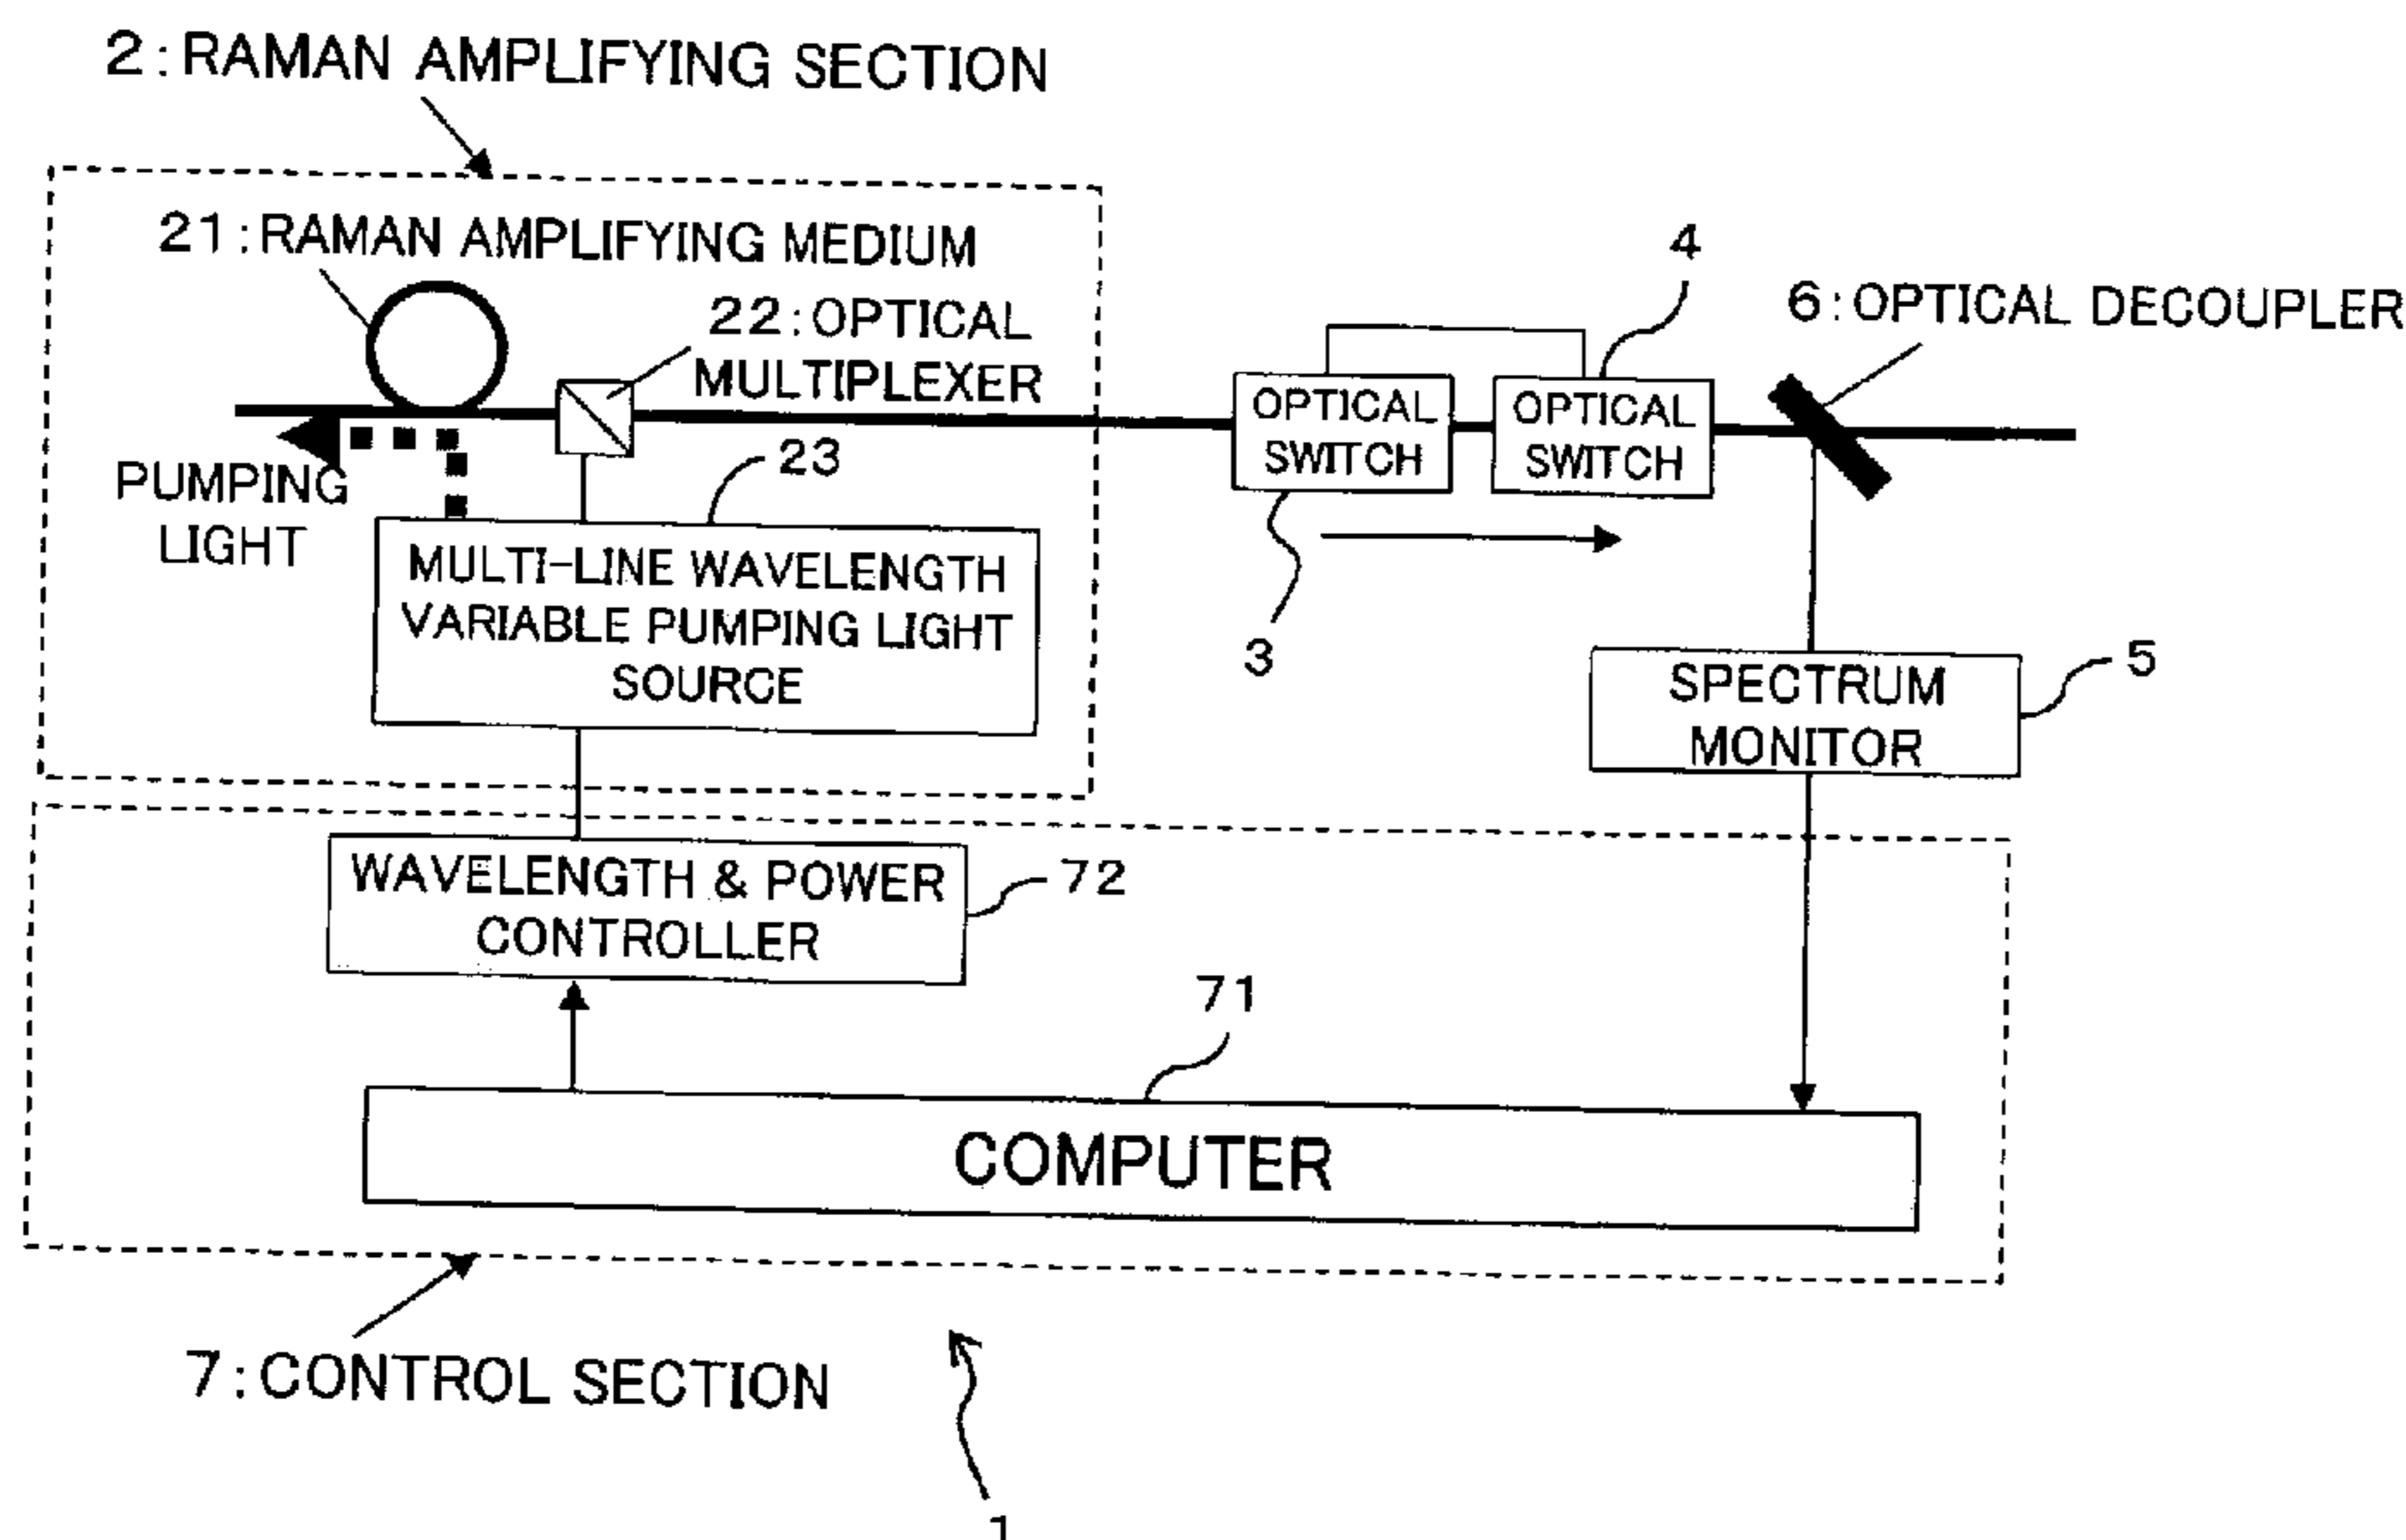 2:RAMAN AMPLIFYING SECTION
21:RAMAN AMPLIFYING MEDIUM
22:OPTICAL
MULTIPLEXER
4
6:OPTICAL DECOUPLER
OPTICAL
SWITCH
OPTICAL
SWITCH
23
PUMPING
LIGHT
MULTI-LINE WAVELENGTH
VARIABLE PUMPING LIGHT
SOURCE
3
SPECTRUM
MONITOR
5
WAVELENGTH & POWER
CONTROLLER
72
71
COMPUTER
7:CONTROL SECTION
1